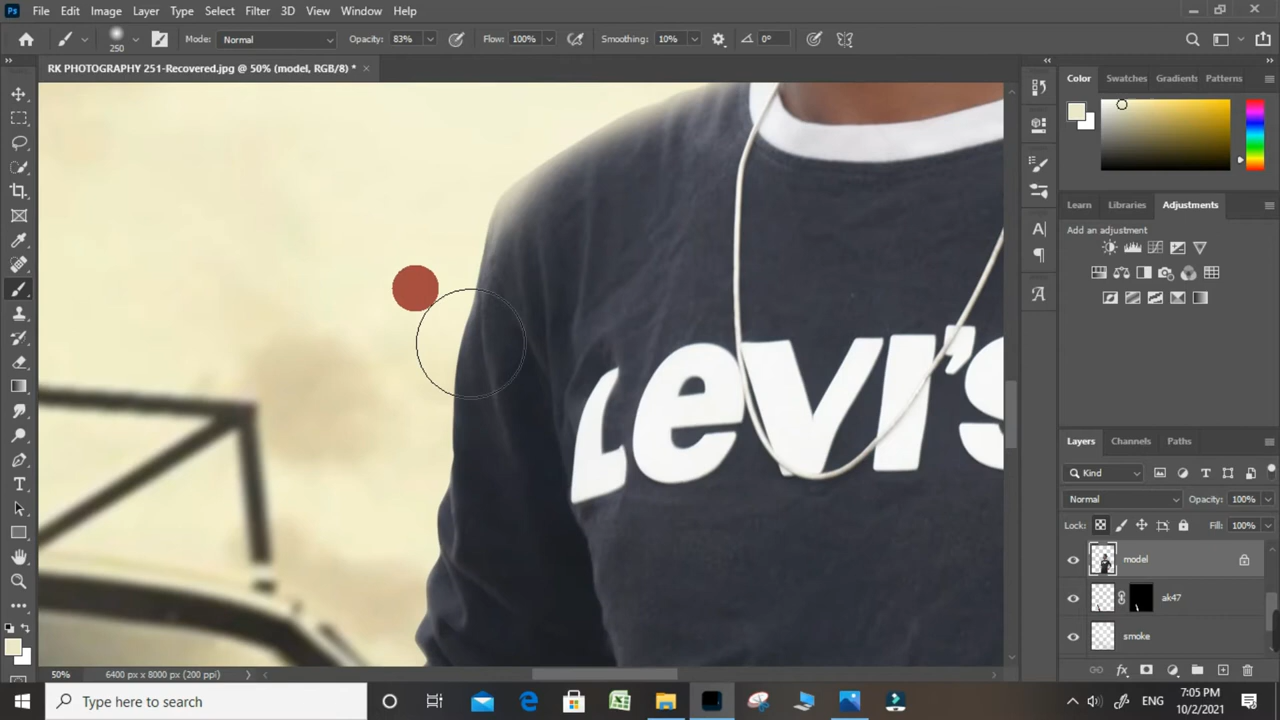 Ps File Edit Image Layer Type Select Filter 3D View Window Help
250 Mode: Normal Opacity: 83% Flow: 100% Smoothing: 10% 0°
RK PHOTOGRAPHY 251-Recovered.jpg @ 50% (model, RGB/8) *
Color Swatches Gradients Patterns
Learn Libraries Adjustments
Add an adjustment
Levi's
Layers Channels Paths
Kind
Normal Opacity: 100%
Lock: Fill: 100%
model
ak47
smoke
50% 6400 px x 8000 px (200 ppi)
Type here to search
ENG
7:05 PM
10/2/2021